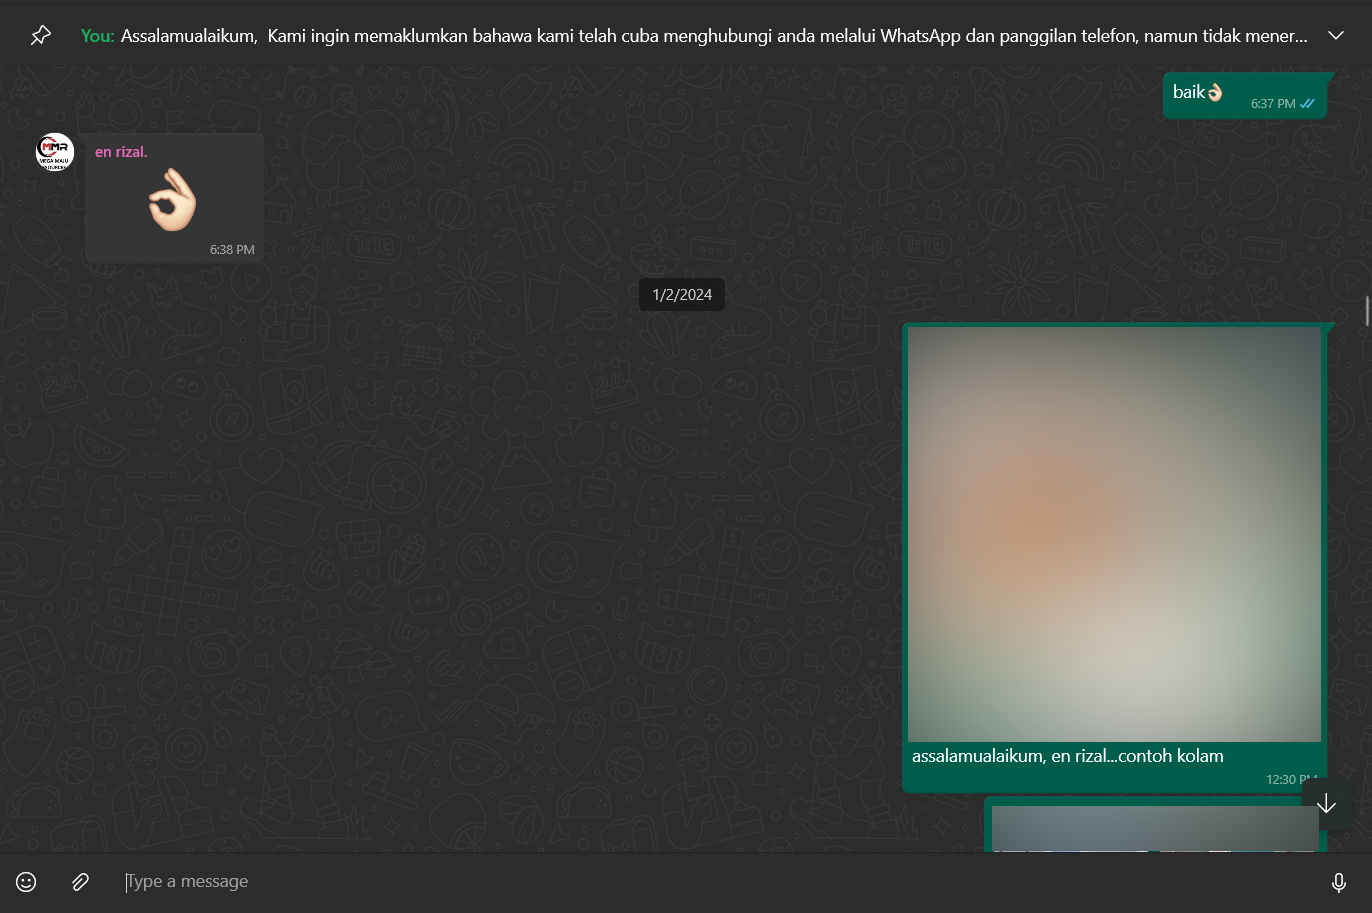 You: Assalamualaikum, Kami ingin memaklumkan bahawa kami telah cuba menghubungi anda melalui WhatsApp dan panggilan telefon, namun tidak mener...
baik👌🏻
6:37 PM
MMR
MEGA MAJU
en rizal.
👌🏻
6:38 PM
1/2/2024
assalamualaikum, en rizal...contoh kolam
12:30 PM
Type a message